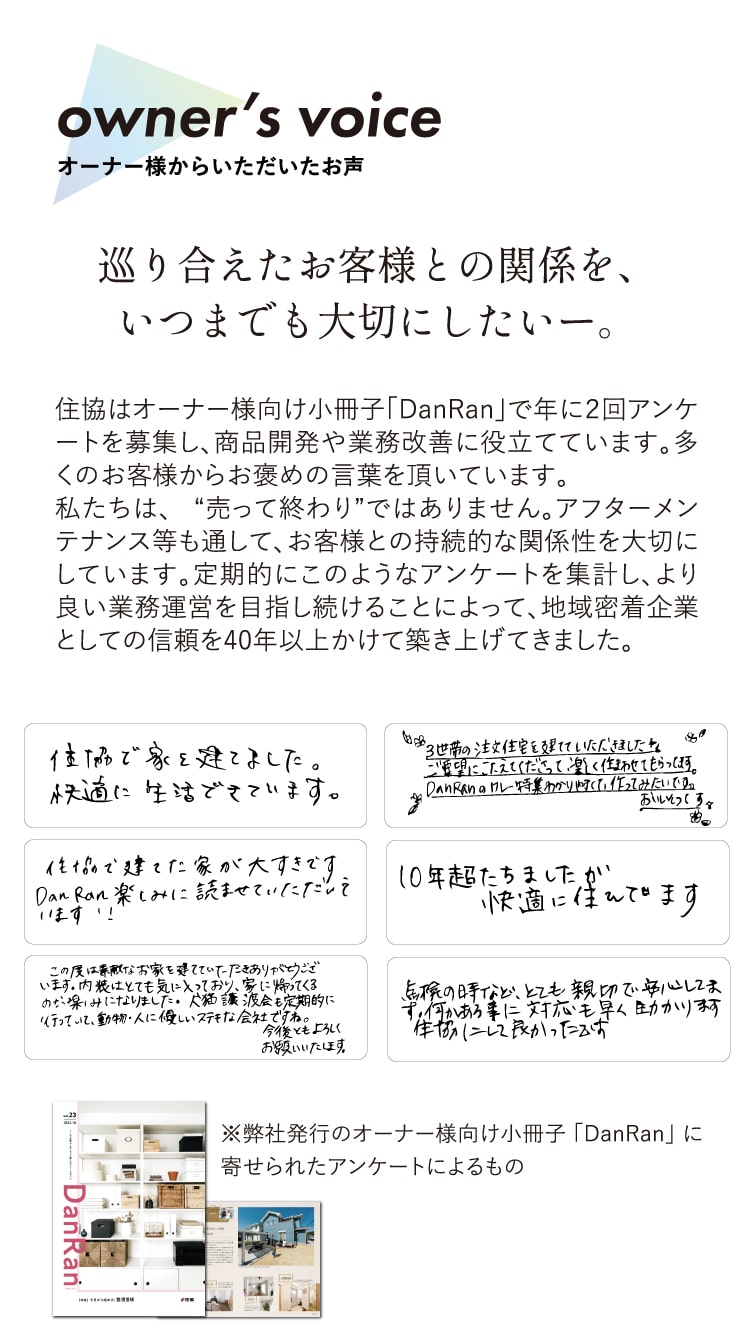 owner's voice
オーナー様からいただいたお声
巡り合えたお客様との関係を、
いつまでも大切にしたいー。
住協はオーナー様向け小冊子「DanRan」で年に2回アンケ
ートを募集し、商品開発や業務改善に役立てています。多
くのお客様からお褒めの言葉を頂いています。
私たちは、“売って終わり”ではありません。アフターメン
テナンス等も通して、お客様との持続的な関係性を大切に
しています。定期的にこのようなアンケートを集計し、より
良い業務運営を目指し続けることによって、地域密着企業
としての信頼を40年以上かけて築き上げてきました。
住協で家を建てました。
快適に生活できています。
3世帯の注文住宅を建てていただきました。
ご要望にこたえてくださって、楽しく住まわせてもらってます。
DanRanのカレー特集わかりやすくて、作ってみたいです。
おいしそうです。
住協で建てた家が大すきです
DanRan楽しみに読ませていただいて
います!!
10年超たちましたが
快適に住んでます
この度は素敵なお家を建てていただきありがとうござ
います。内装はとても気に入っており、家に帰ってくる
のが楽しみになりました。犬猫譲渡会も定期的に
行っていて、動物・人に優しいステキな会社ですね。
今後ともよろしく
お願いいたします。
点検の時など、とても親切で安心してま
す。何かある事に対応も早く助かります
住協にして良かったです
※弊社発行のオーナー様向け小冊子「DanRan」に
寄せられたアンケートによるもの
vol.23
DanRan
整理整頓
住協